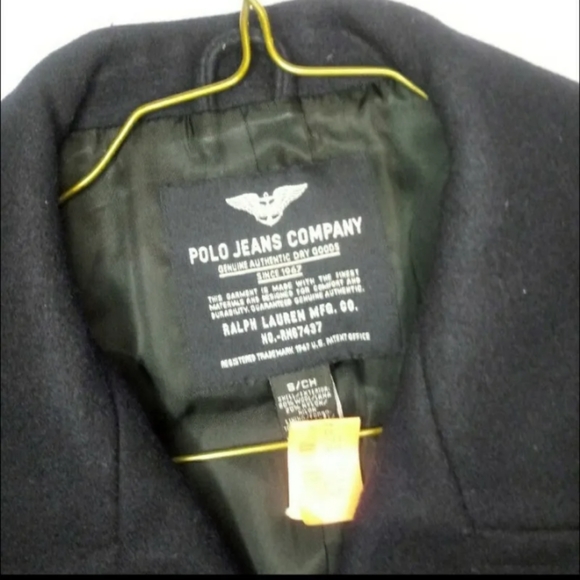 POLO JEANS COMPANY
GENUINE AUTHENTIC DRY GOODS
SINCE 1967
THIS GARMENT IS MADE WITH THE FINEST
MATERIALS AND DESIGNED FOR COMFORT AND
DURABILITY. GUARANTEED GENUINE AUTHENTIC.
RALPH LAUREN MFG. CO.
NO.-RH67437
REGISTERED TRADEMARK 1967 U.S. PATENT OFFICE
S/CH